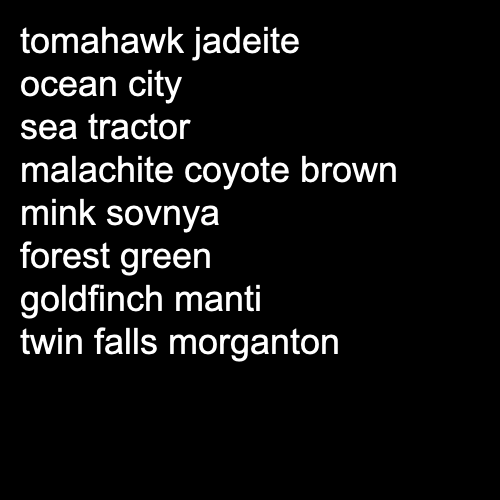 tomahawk jadeite
ocean city
sea tractor
malachite coyote brown
mink sovnya
forest green
goldfinch manti
twin falls morganton